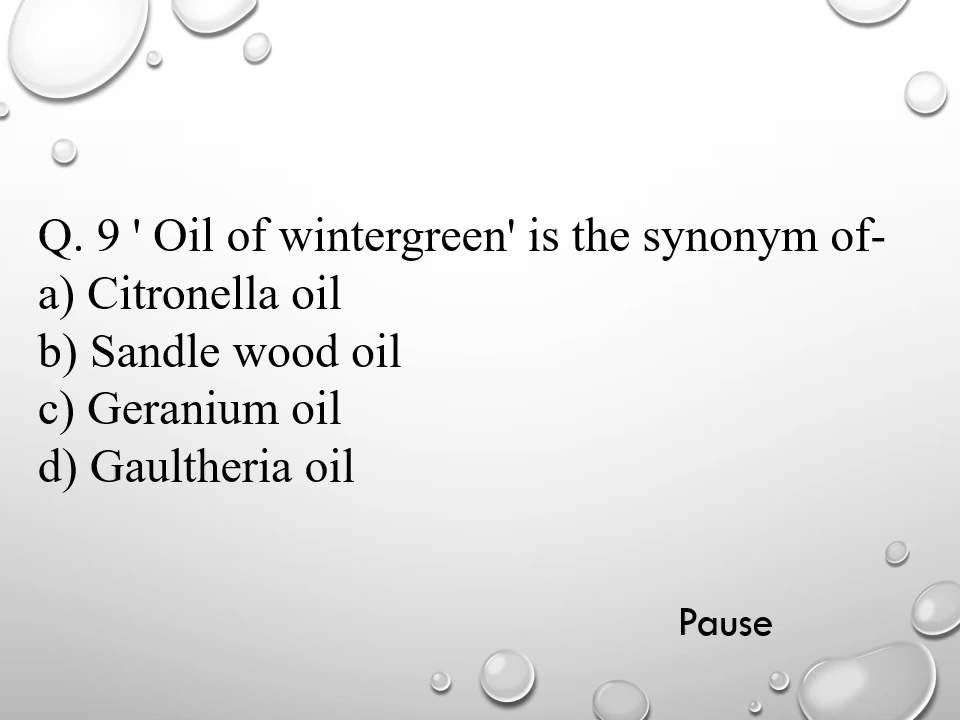 Q. 9 ' Oil of wintergreen' is the synonym of-
a) Citronella oil
b) Sandle wood oil
c) Geranium oil
d) Gaultheria oil
Pause